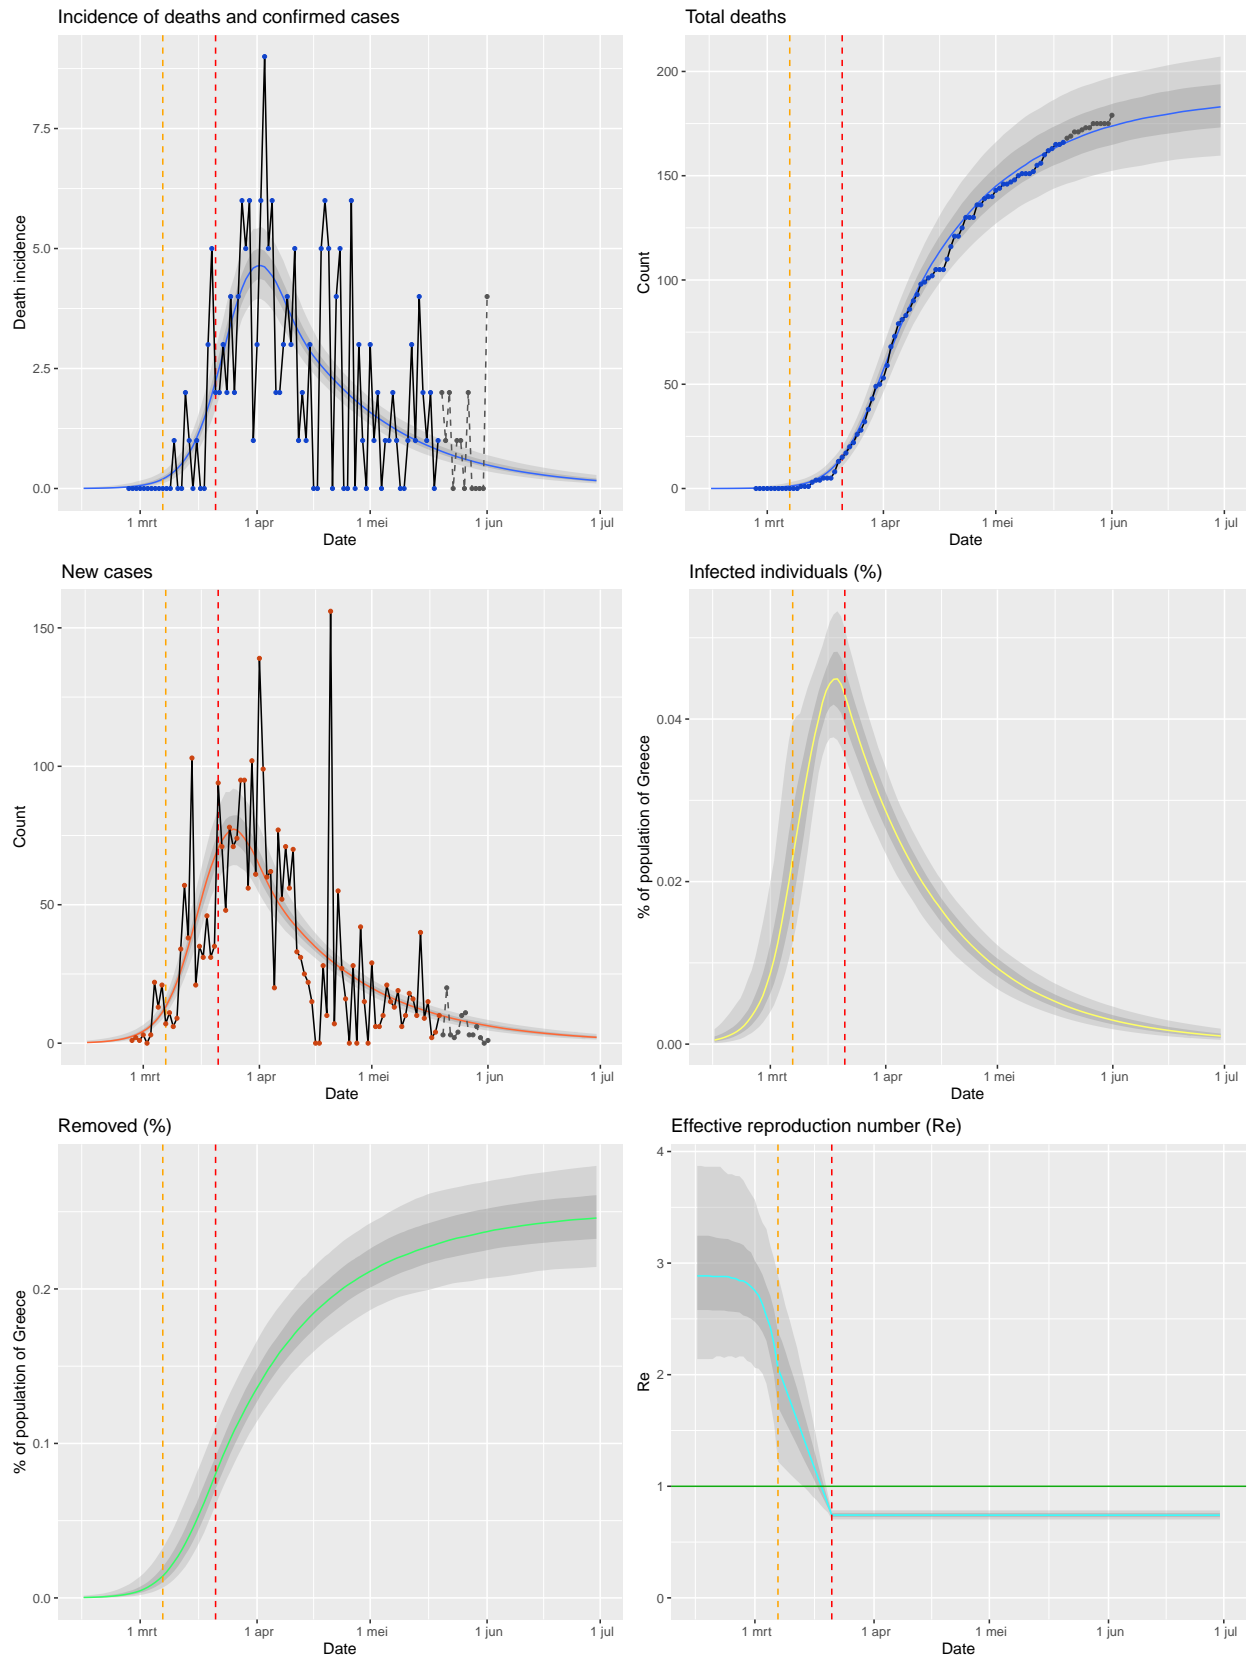 Incidence of deaths and confirmed cases
Death incidence
7.5
5.0
2.5
0.0
1 mrt
1 apr
1 mei
1 jun
1 jul
Date
Total deaths
Count
200
150
100
50
0
1 mrt
1 apr
1 mei
1 jun
1 jul
Date
New cases
Count
150
100
50
0
1 mrt
1 apr
1 mei
1 jun
1 jul
Date
Infected individuals (%)
% of population of Greece
0.04
0.02
0.00
1 mrt
1 apr
1 mei
1 jun
1 jul
Date
Removed (%)
% of population of Greece
0.2
0.1
0.0
1 mrt
1 apr
1 mei
1 jun
1 jul
Date
Effective reproduction number (Re)
Re
4
3
2
1
0
1 mrt
1 apr
1 mei
1 jun
1 jul
Date